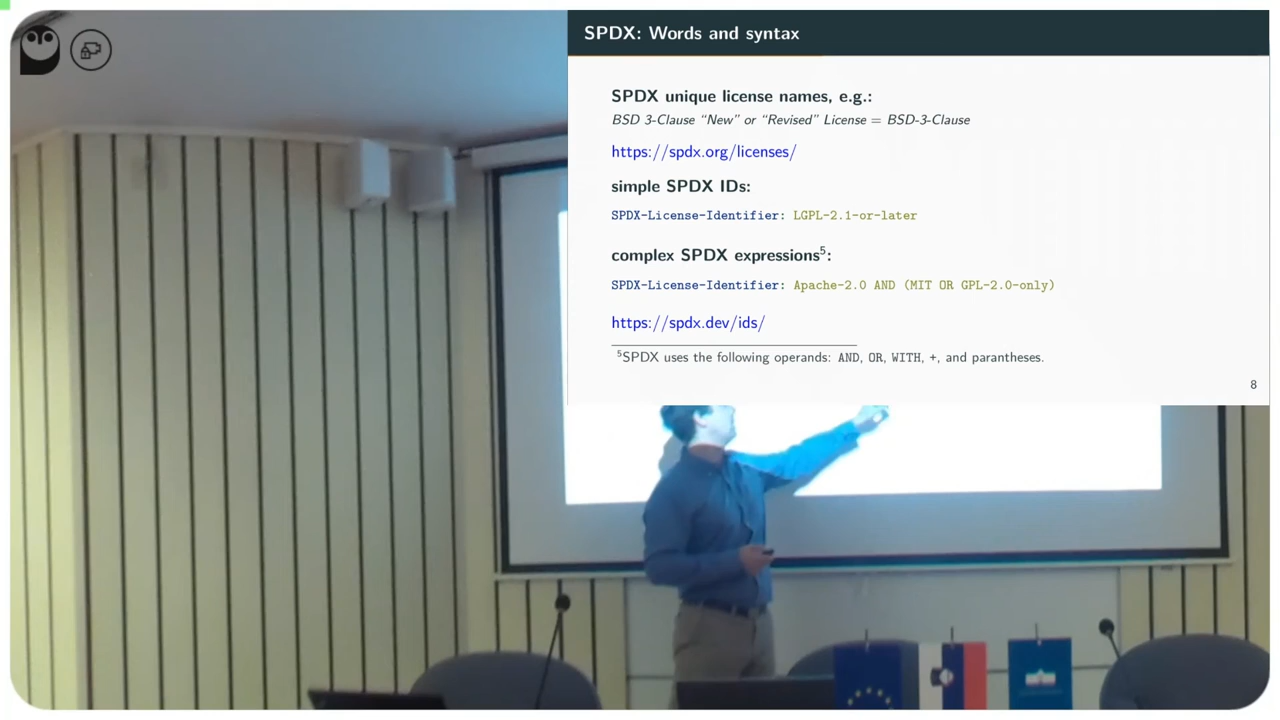 SPDX: Words and syntax
SPDX unique license names, e.g.:
BSD 3-Clause “New” or “Revised” License = BSD-3-Clause
https://spdx.org/licenses/
simple SPDX IDs:
SPDX-License-Identifier: LGPL-2.1-or-later
complex SPDX expressions⁵:
SPDX-License-Identifier: Apache-2.0 AND (MIT OR GPL-2.0-only)
https://spdx.dev/ids/
⁵SPDX uses the following operands: AND, OR, WITH, +, and parantheses.
8